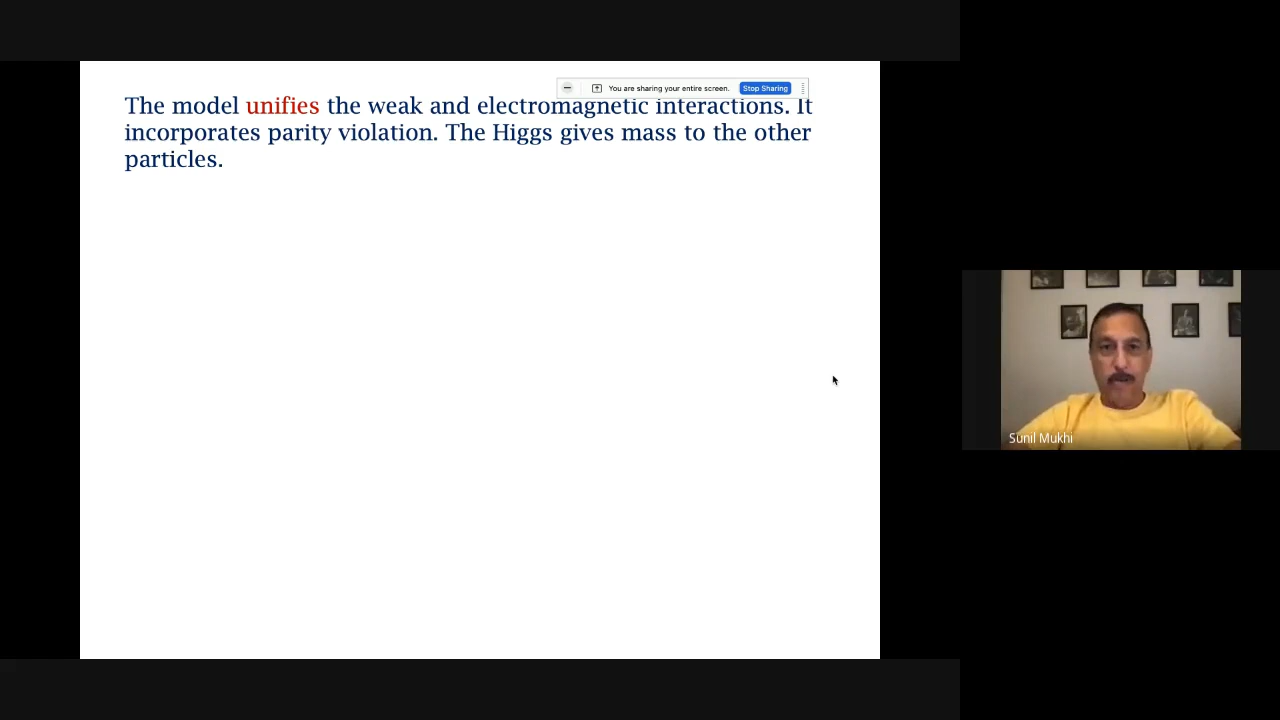 You are sharing your entire screen. Stop Sharing
The model unifies the weak and electromagnetic interactions. It
incorporates parity violation. The Higgs gives mass to the other
particles.
Sunil Mukhi